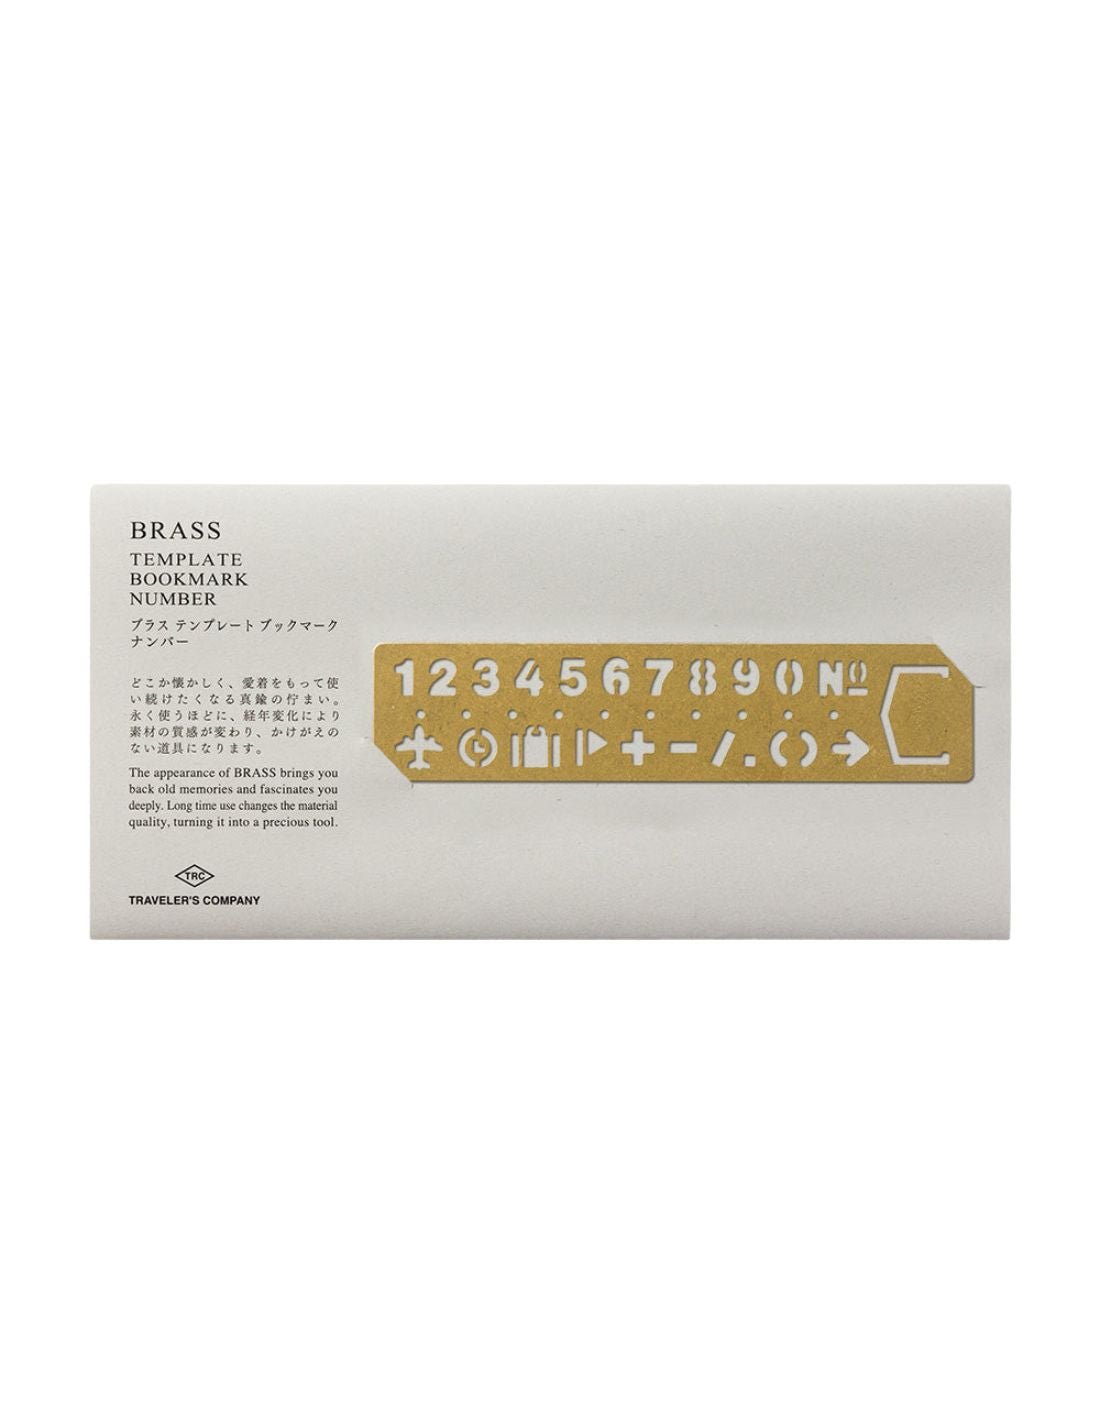 BRASS
TEMPLATE
BOOKMARK
NUMBER
ブラス テンプレート ブックマーク
ナンバー
どこか懐かしく、愛着をもって使
い続けたくなる真鍮の佇まい。
永く使うほどに、経年変化により
素材の質感が変わり、かけがえの
ない道具になります。
The appearance of BRASS brings you
back old memories and fascinates you
deeply. Long time use changes the material
quality, turning it into a precious tool.
TRC
TRAVELER'S COMPANY
1234567890 №
+ - / . ( ) →